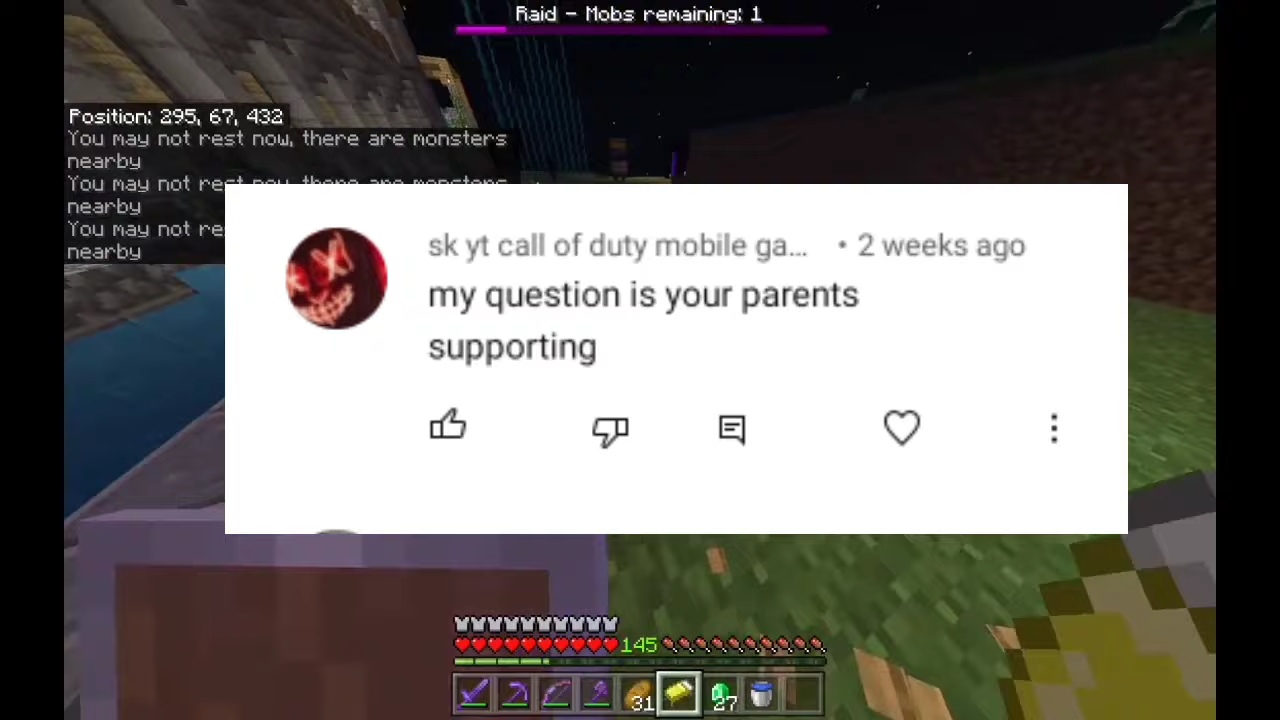 Raid - Mobs remaining: 1
Position: 295, 67, 432
You may not rest now, there are monsters
nearby
You may not rest now, there are monsters
nearby
You may not res
nearby
sk yt call of duty mobile ga... • 2 weeks ago
my question is your parents
supporting
145
31
27